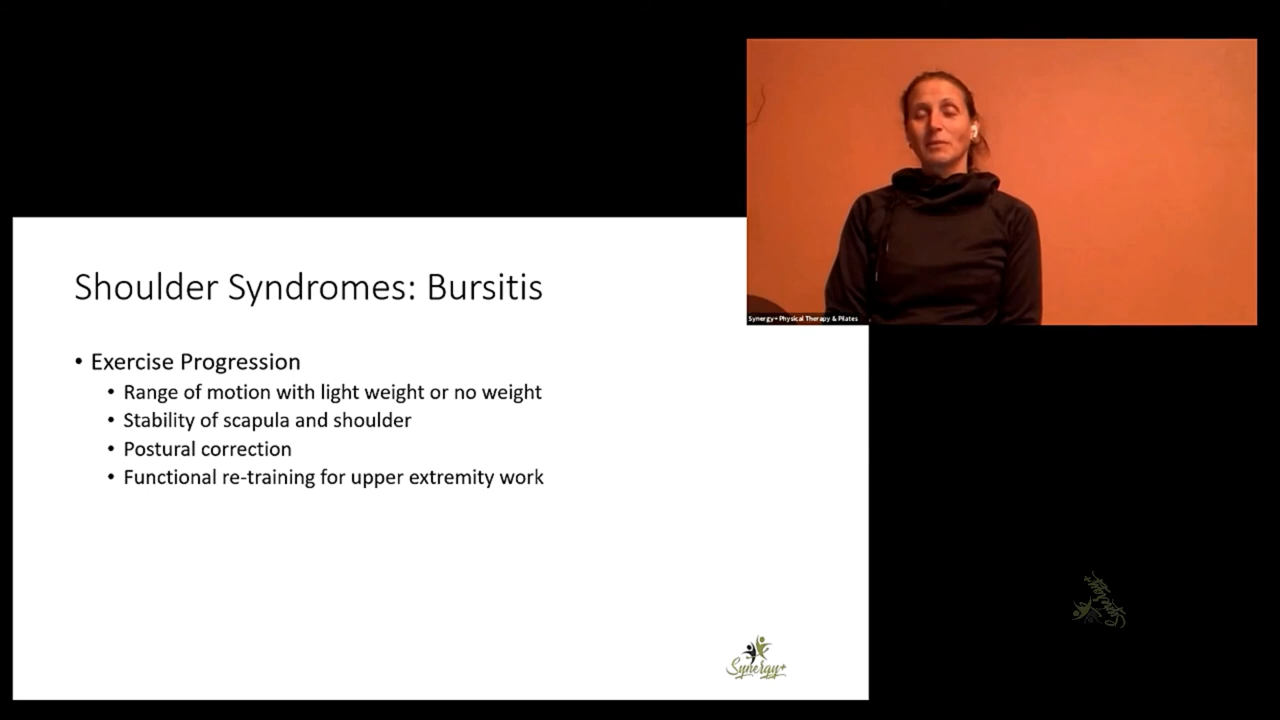 Synergy+ Physical Therapy & Pilates
Shoulder Syndromes: Bursitis
• Exercise Progression
• Range of motion with light weight or no weight
• Stability of scapula and shoulder
• Postural correction
• Functional re-training for upper extremity work
Synergy+
Synergy+